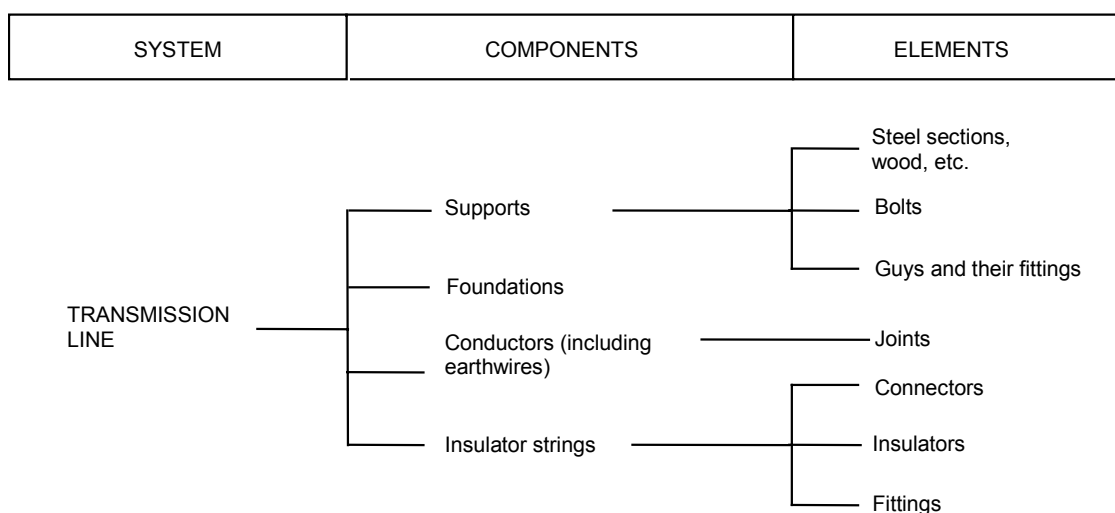 SYSTEM
COMPONENTS
ELEMENTS
Steel sections,
wood, etc.
Supports
Bolts
Guys and their fittings
Foundations
TRANSMISSION
LINE
Conductors (including
earthwires)
Joints
Connectors
Insulator strings
Insulators
Fittings